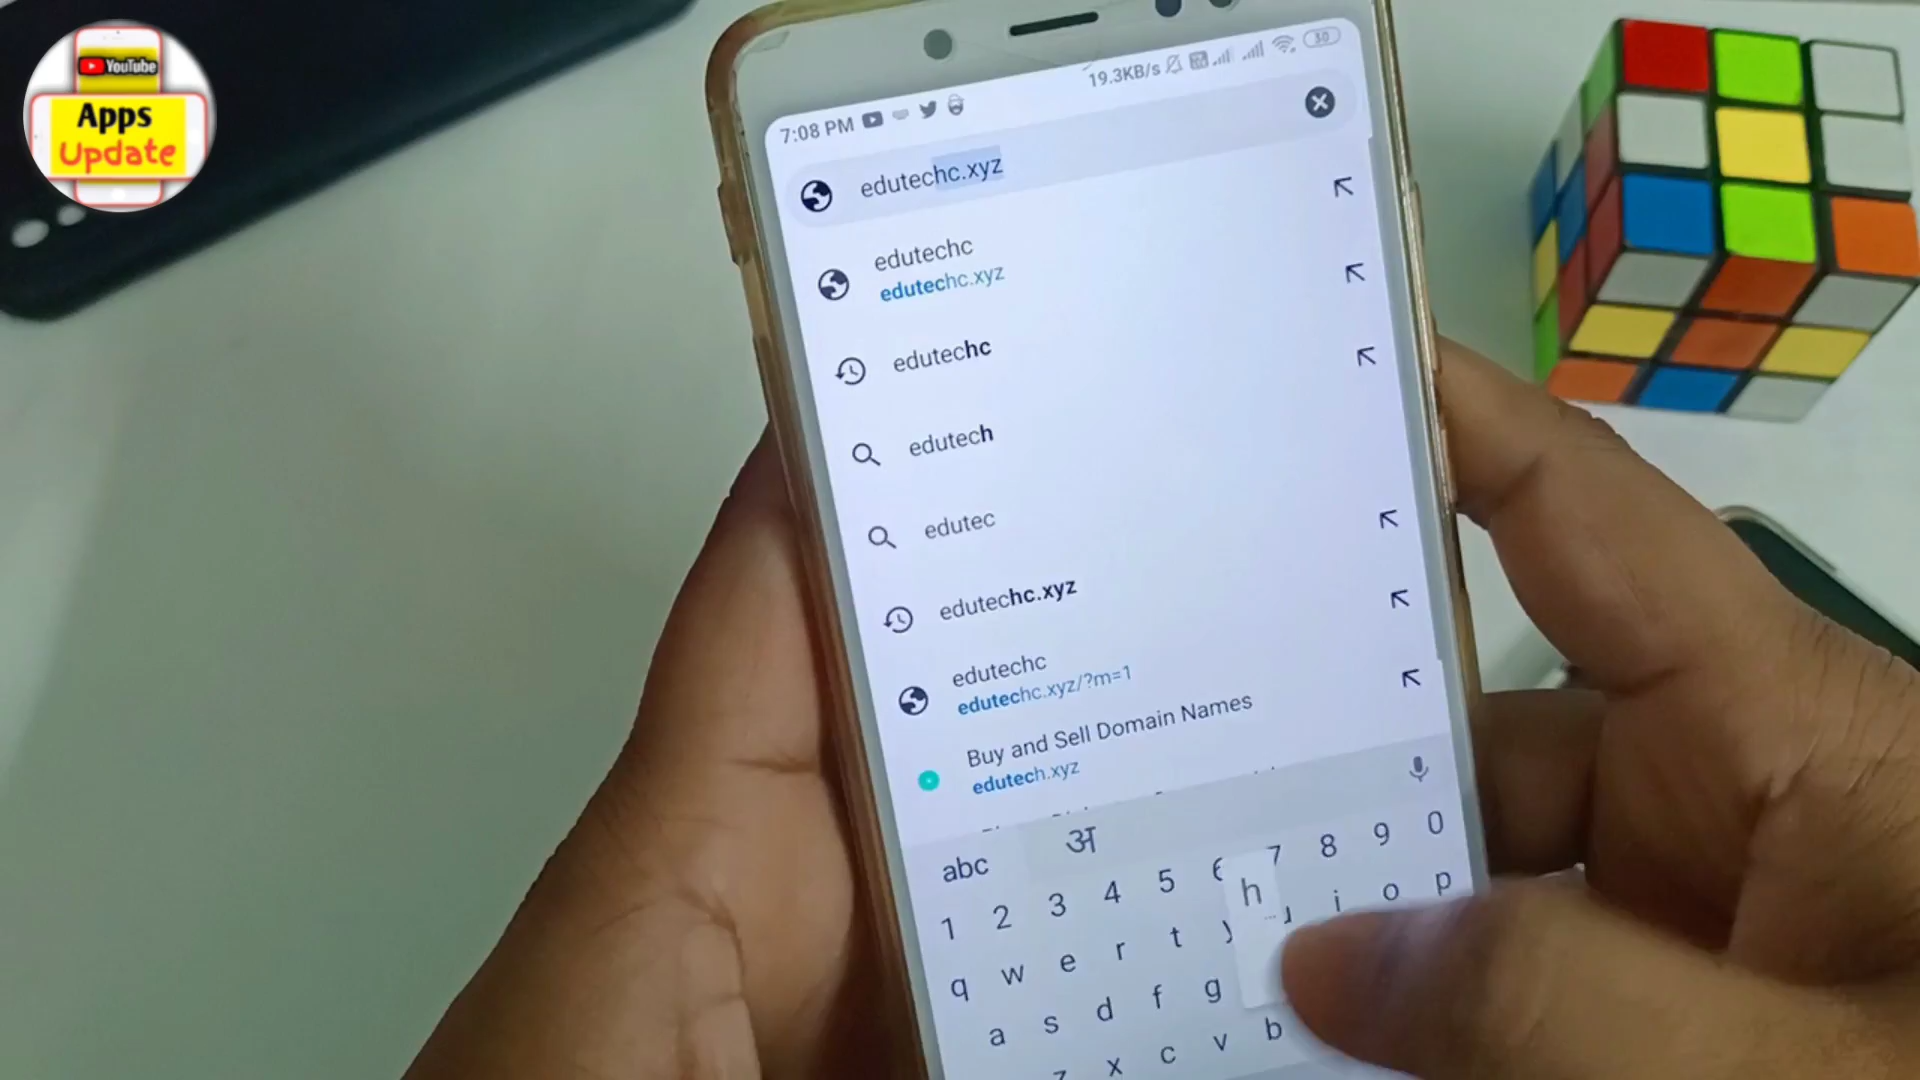 YouTube
Apps
Update
7:08 PM
19.3KB/s
30
edutechc.xyz
edutechc
edutechc.xyz
edutechc
edutech
edutec
edutechc.xyz
edutechc
edutechc.xyz/?m=1
Buy and Sell Domain Names
edutech.xyz
abc
अ
1 2 3 4 5 6 7 8 9 0
q w e r t y u i o p
h
a s d f g
z x c v b